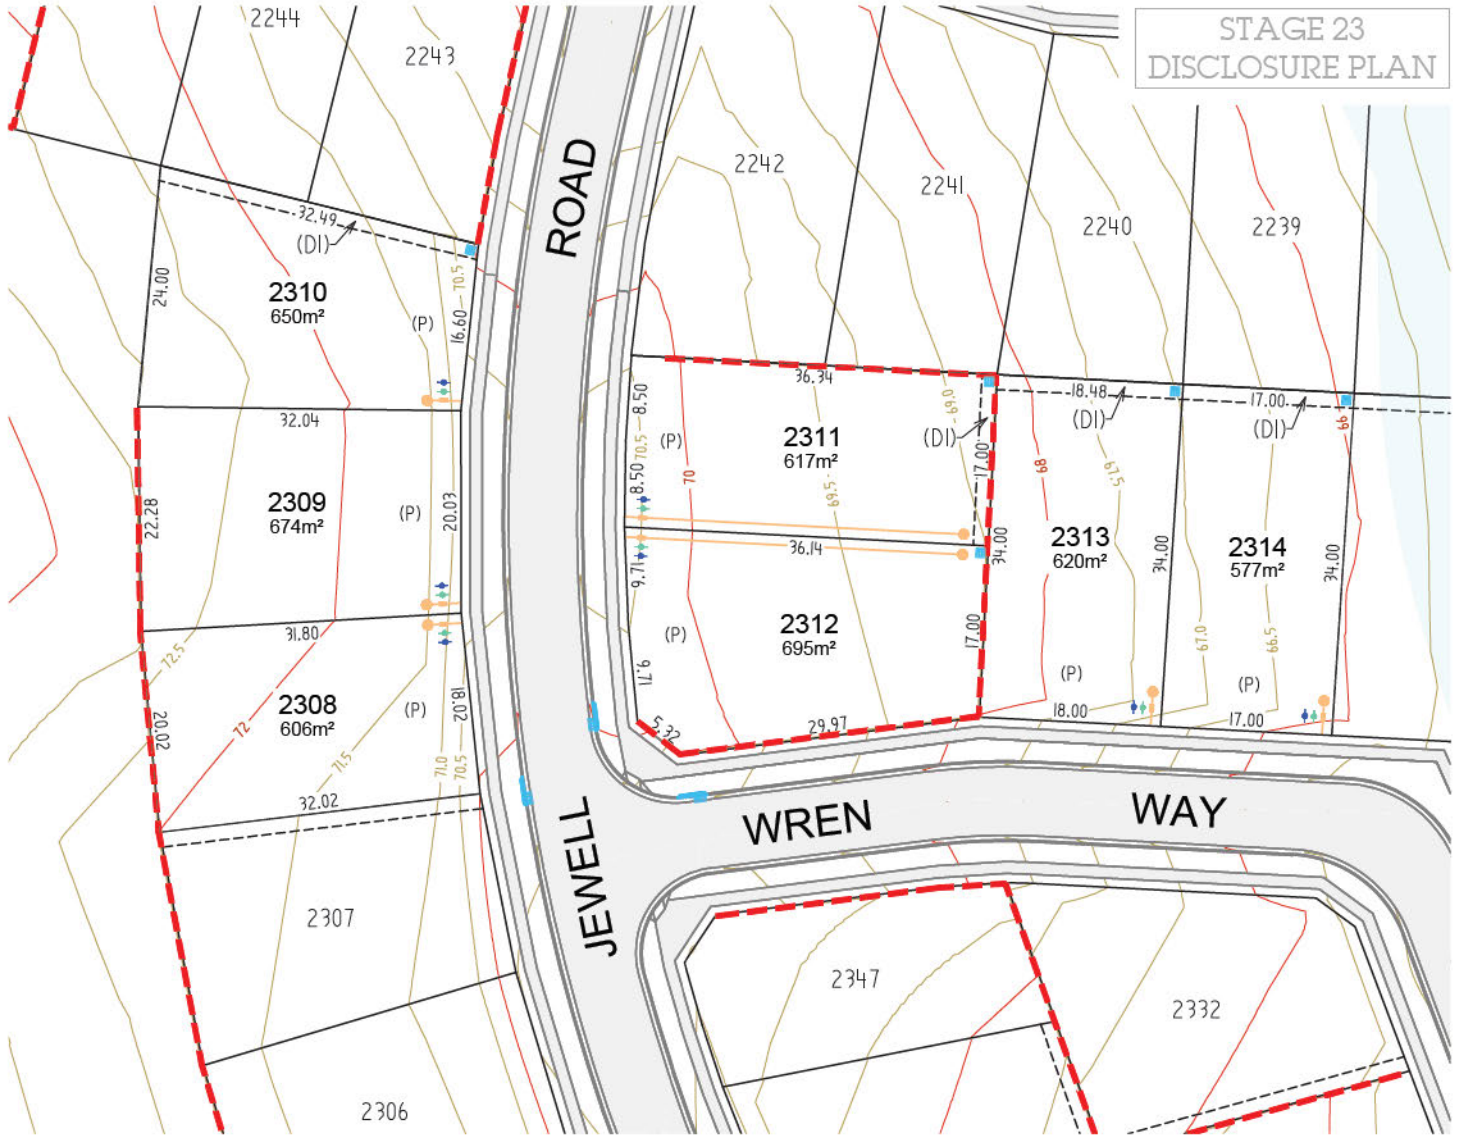 STAGE 23
DISCLOSURE PLAN
2244
2243
ROAD
2242
2241
2240
2239
32.49
(DI)
24.00
2310
650m²
(P)
16.60
70.5
32.04
36.34
8.50
70.5
8.50
(P)
70
2311
617m²
69.5
69.0
(DI)
17.00
18.48
(DI)
17.00
(DI)
66
22.28
2309
674m²
(P)
20.03
36.14
34.00
68
2313
620m²
67.5
34.00
2314
577m²
34.00
31.80
9.71
(P)
2312
695m²
17.00
67.0
66.5
72.5
20.02
72
2308
606m²
(P)
18.02
9.71
(P)
(P)
71.5
71.0
70.5
5.32
29.97
18.00
17.00
32.02
JEWELL
WREN
WAY
2307
2347
2332
2306